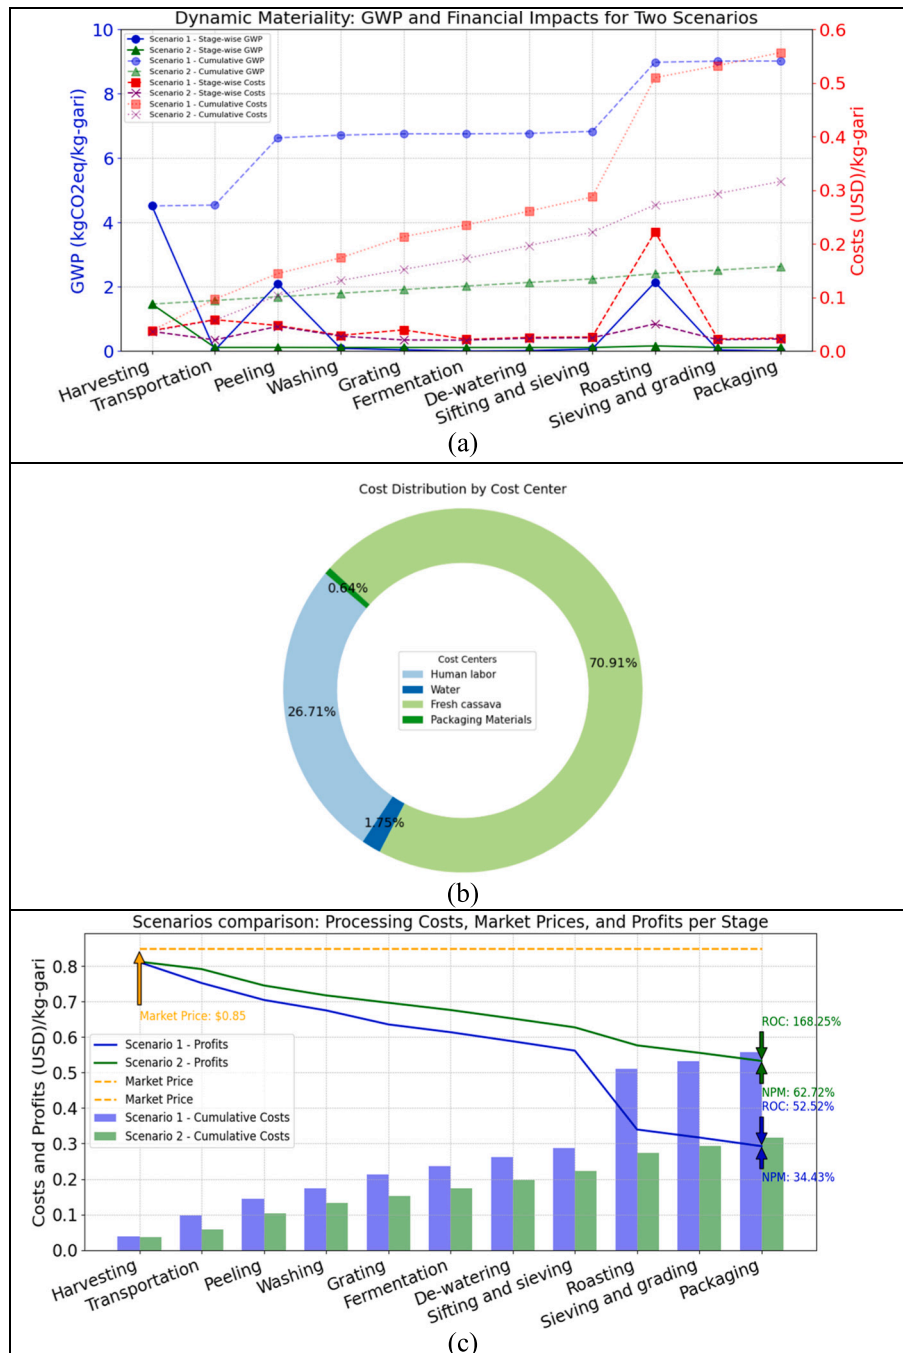 Dynamic Materiality: GWP and Financial Impacts for Two Scenarios
GWP (kgCO2eq/kg-gari)
10
8
6
4
2
0
Scenario 1 - Stage-wise GWP
Scenario 2 - Stage-wise GWP
Scenario 1 - Cumulative GWP
Scenario 2 - Cumulative GWP
Scenario 1 - Stage-wise Costs
Scenario 2 - Stage-wise Costs
Scenario 1 - Cumulative Costs
Scenario 2 - Cumulative Costs
0.6
0.5
0.4
0.3
0.2
0.1
0.0
Costs (USD)/kg-gari
Harvesting
Transportation
Peeling
Washing
Grating
Fermentation
De-watering
Sifting and sieving
Roasting
Sieving and grading
Packaging
(a)
Cost Distribution by Cost Center
0.64%
70.91%
26.71%
1.75%
Cost Centers
Human labor
Water
Fresh cassava
Packaging Materials
(b)
Scenarios comparison: Processing Costs, Market Prices, and Profits per Stage
Costs and Profits (USD)/kg-gari
0.8
0.7
0.6
0.5
0.4
0.3
0.2
0.1
0.0
Market Price: $0.85
Scenario 1 - Profits
Scenario 2 - Profits
Market Price
Market Price
Scenario 1 - Cumulative Costs
Scenario 2 - Cumulative Costs
ROC: 168.25%
NPM: 62.72%
ROC: 52.52%
NPM: 34.43%
Harvesting
Transportation
Peeling
Washing
Grating
Fermentation
De-watering
Sifting and sieving
Roasting
Sieving and grading
Packaging
(c)